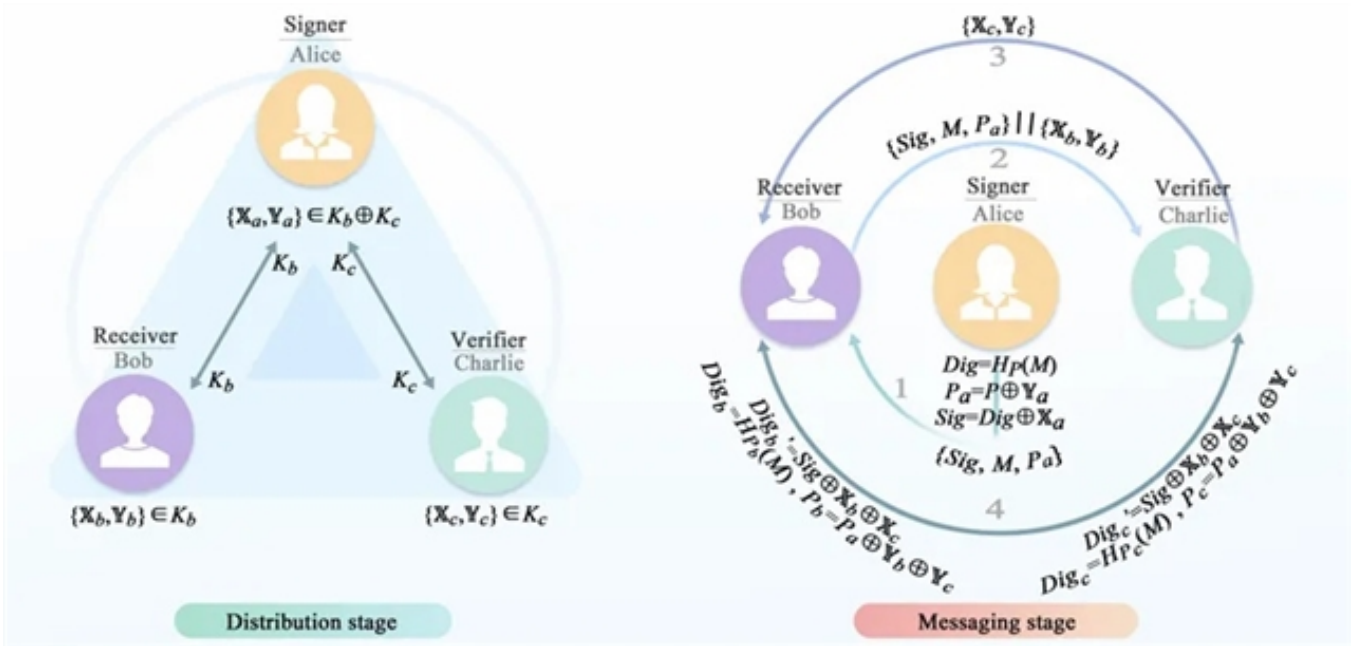 Signer
Alice
{𝕏a,𝕐a}∈Kb⊕Kc
Kb
Kc
Receiver
Bob
Kb
Verifier
Charlie
Kc
{𝕏b,𝕐b}∈Kb
{𝕏c,𝕐c}∈Kc
Distribution stage
{𝕏c,𝕐c}
3
{Sig, M, Pa}||{𝕏b,𝕐b}
2
Receiver
Bob
Signer
Alice
Verifier
Charlie
Dig=HP(M)
Pa=P⊕𝕐a
Sig=Dig⊕𝕏a
1
{Sig, M, Pa}
4
Digb'=Sig⊕𝕏b⊕𝕏c
Digb=HPb(M), Pb=Pa⊕𝕐b⊕𝕐c
Digc'=Sig⊕𝕏b⊕𝕏c
Digc=HPc(M), Pc=Pa⊕𝕐b⊕𝕐c
Messaging stage